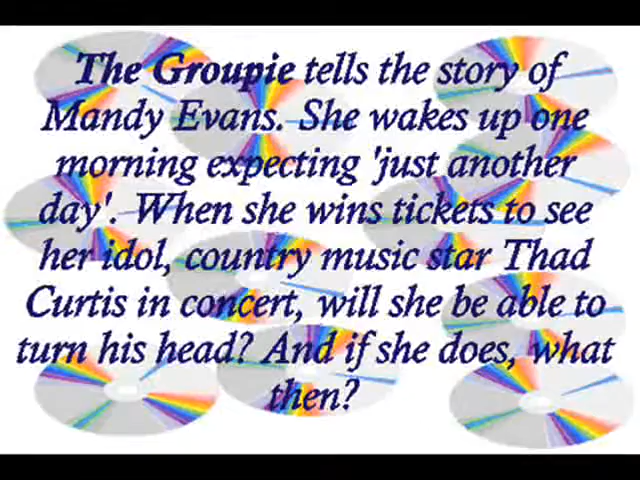 The Groupie tells the story of
Mandy Evans. She wakes up one
morning expecting 'just another
day'. When she wins tickets to see
her idol, country music star Thad
Curtis in concert, will she be able to
turn his head? And if she does, what
then?